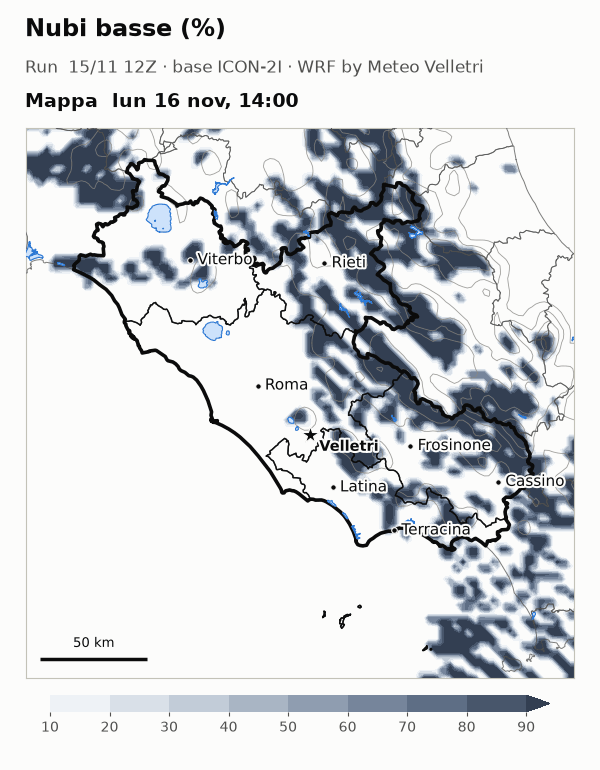 Nubi basse (%)
Run  15/11 12Z · base ICON-2I · WRF by Meteo Velletri
Mappa  lun 16 nov, 14:00
Viterbo
Rieti
Roma
Velletri
Frosinone
Cassino
Latina
Terracina
50 km
10 20 30 40 50 60 70 80 90